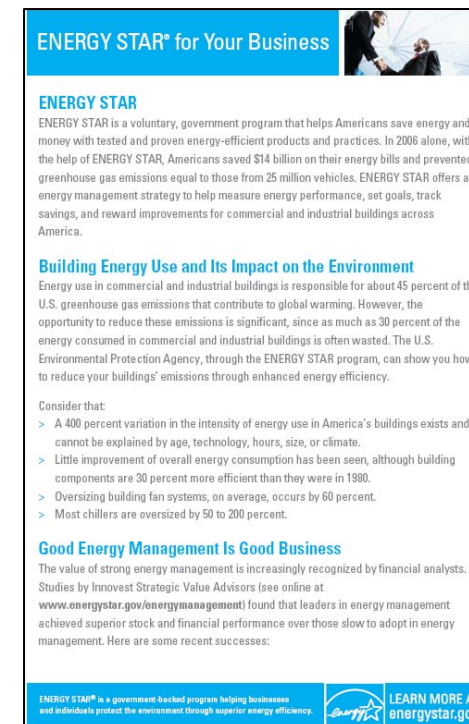 ENERGY STAR® for Your Business
ENERGY STAR
ENERGY STAR is a voluntary, government program that helps Americans save energy and
money with tested and proven energy-efficient products and practices. In 2006 alone, with
the help of ENERGY STAR, Americans saved $14 billion on their energy bills and prevented
greenhouse gas emissions equal to those from 25 million vehicles. ENERGY STAR offers a
energy management strategy to help measure energy performance, set goals, track
savings, and reward improvements for commercial and industrial buildings across
America.
Building Energy Use and Its Impact on the Environment
Energy use in commercial and industrial buildings is responsible for about 45 percent of th
U.S. greenhouse gas emissions that contribute to global warming. However, the
opportunity to reduce these emissions is significant, since as much as 30 percent of the
energy consumed in commercial and industrial buildings is often wasted. The U.S.
Environmental Protection Agency, through the ENERGY STAR program, can show you how
to reduce your buildings' emissions through enhanced energy efficiency.
Consider that:
> A 400 percent variation in the intensity of energy use in America's buildings exists and
cannot be explained by age, technology, hours, size, or climate.
> Little improvement of overall energy consumption has been seen, although building
components are 30 percent more efficient than they were in 1980.
> Oversizing building fan systems, on average, occurs by 60 percent.
> Most chillers are oversized by 50 to 200 percent.
Good Energy Management Is Good Business
The value of strong energy management is increasingly recognized by financial analysts.
Studies by Innovest Strategic Value Advisors (see online at
www.energystar.gov/energymanagement) found that leaders in energy management
achieved superior stock and financial performance over those slow to adopt in energy
management. Here are some recent successes:
ENERGY STAR® is a government-backed program helping businesses
and individuals protect the environment through superior energy efficiency.
energy
LEARN MORE A
energystar.go